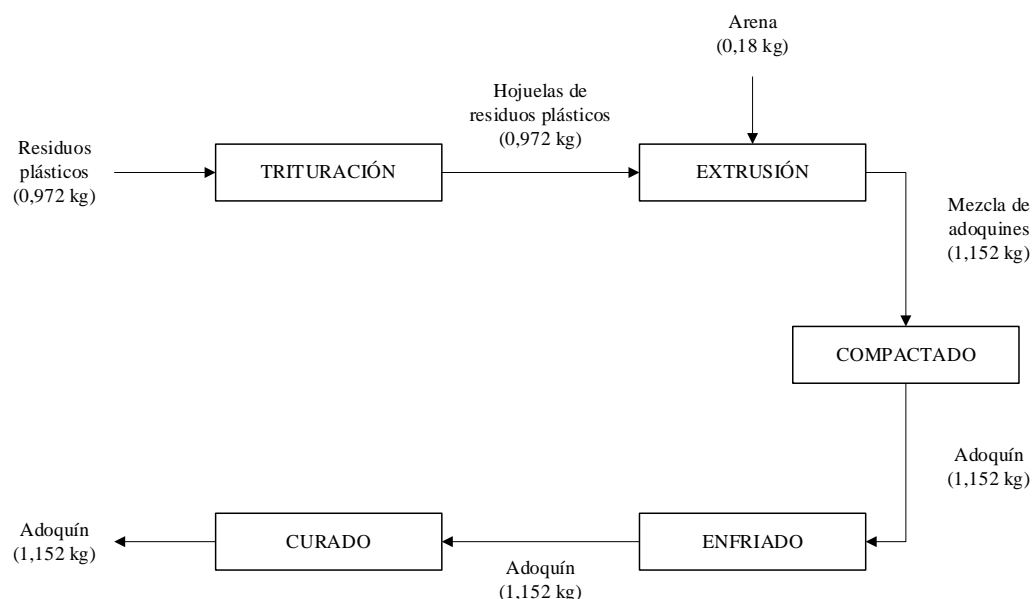 Arena
(0,18 kg)
Hojuelas de
residuos plásticos
(0,972 kg)
Residuos
plásticos
(0,972 kg)
TRITURACIÓN
EXTRUSIÓN
Mezcla de
adoquines
(1,152 kg)
COMPACTADO
Adoquín
(1,152 kg)
ENFRIADO
Adoquín
(1,152 kg)
CURADO
Adoquín
(1,152 kg)